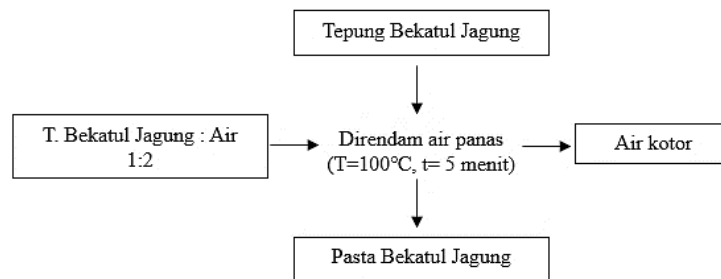 Tepung Bekatul Jagung
T. Bekatul Jagung : Air
1:2
Direndam air panas
(T=100℃, t= 5 menit)
Air kotor
Pasta Bekatul Jagung